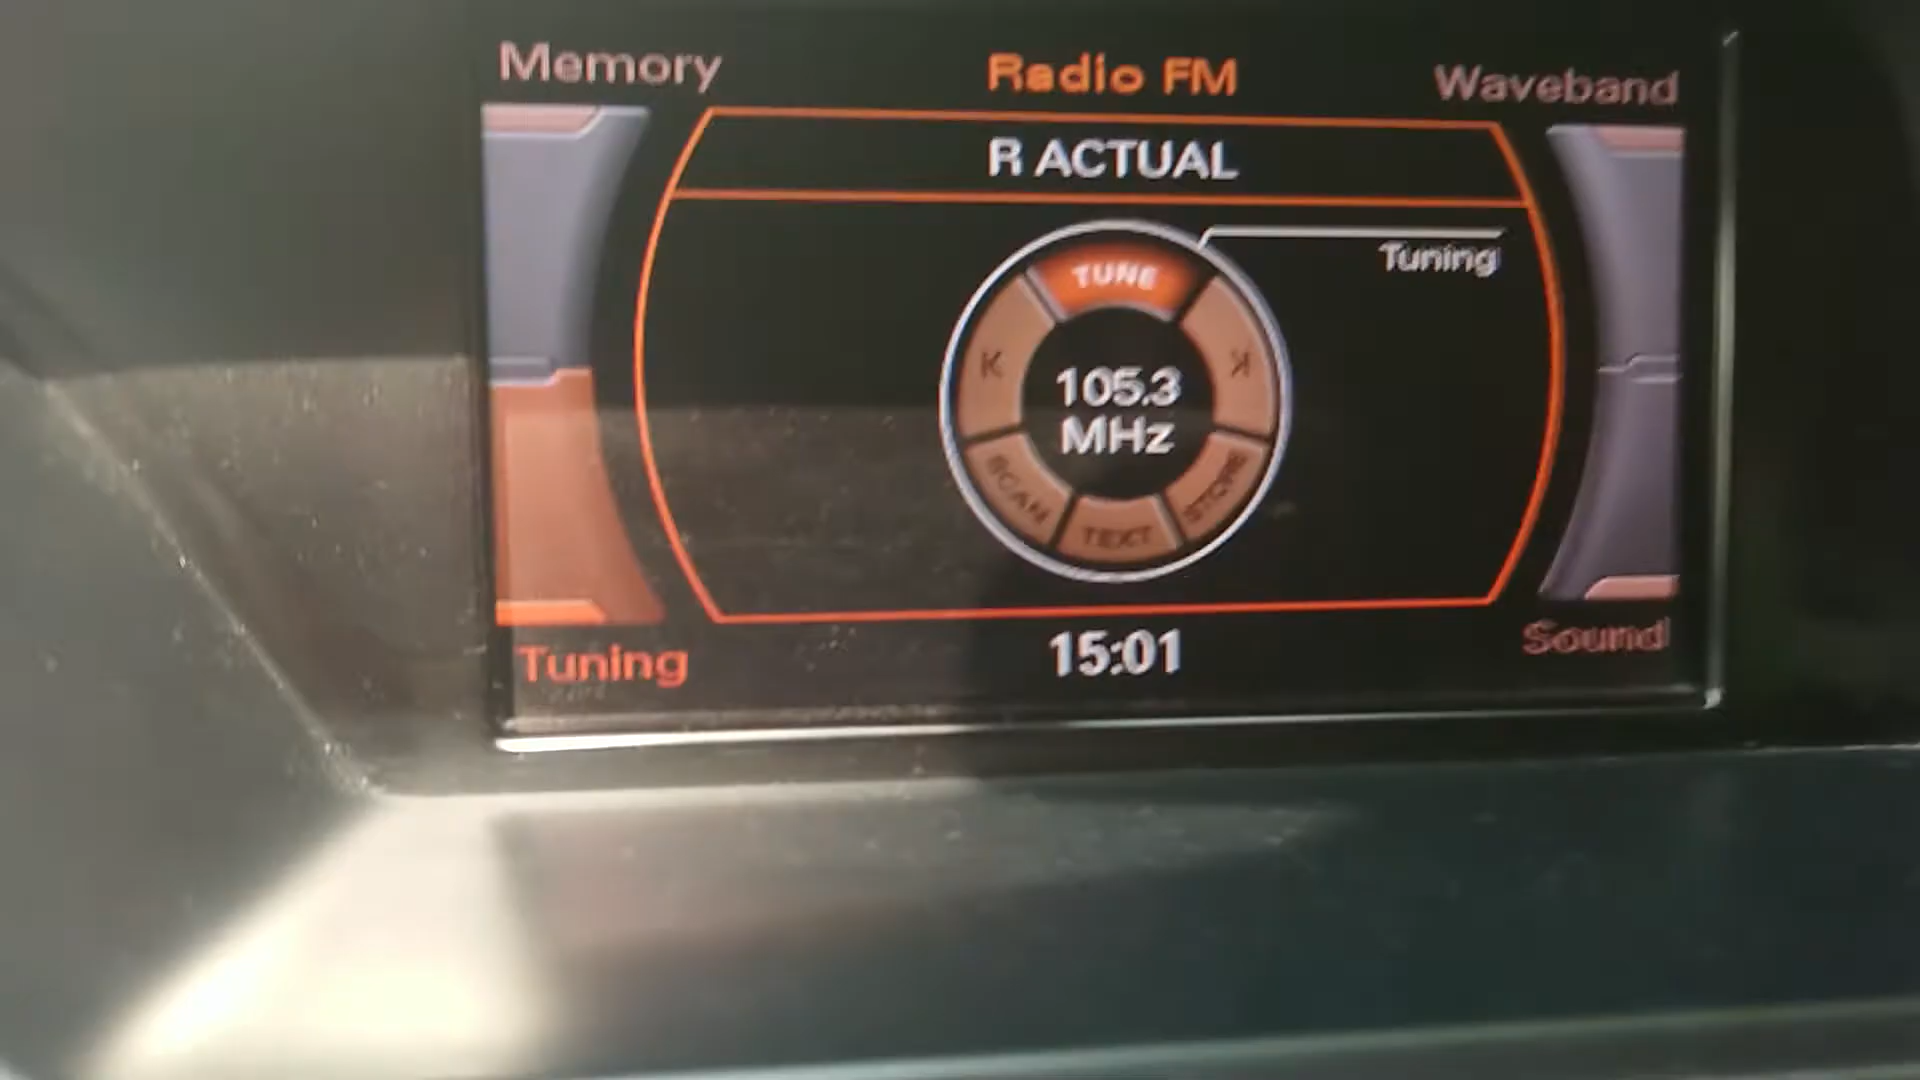 Memory
Radio FM
Waveband
R ACTUAL
Tuning
TUNE
K
K
105.3
MHz
SCAN
TEXT
STORE
Tuning
15:01
Sound